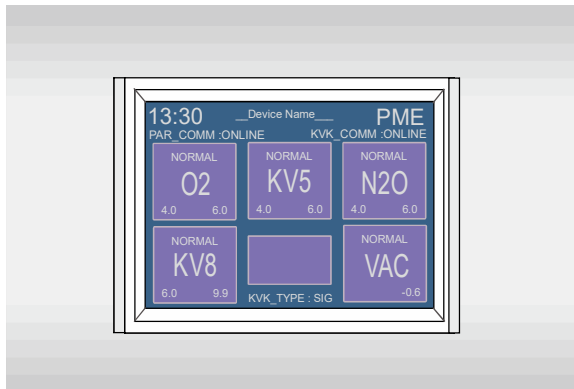 13:30 __Device Name___ PME
PAR_COMM :ONLINE KVK_COMM :ONLINE
NORMAL NORMAL NORMAL
O2 KV5 N2O
4.0 6.0 4.0 6.0 4.0 6.0
NORMAL NORMAL
KV8 VAC
6.0 9.9 -0.6
KVK_TYPE : SIG